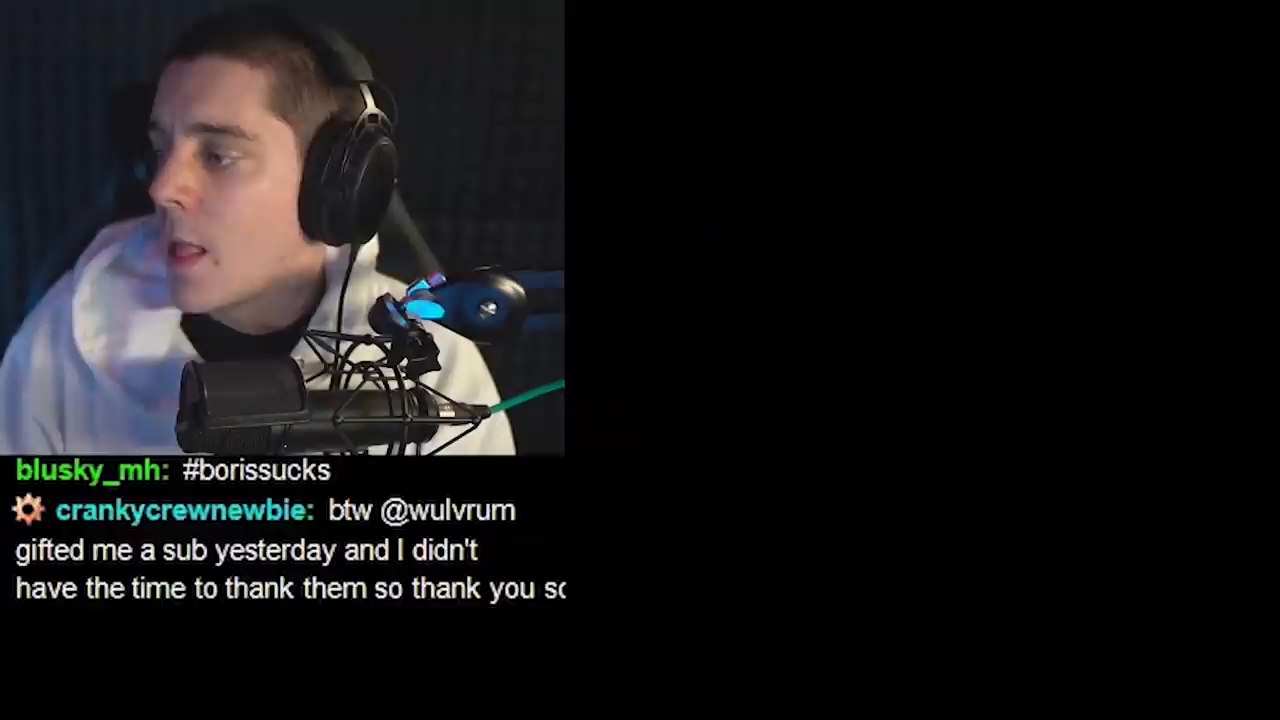 blusky_mh: #borissucks
crankycrewnewbie: btw @wulvrum
gifted me a sub yesterday and I didn't
have the time to thank them so thank you so